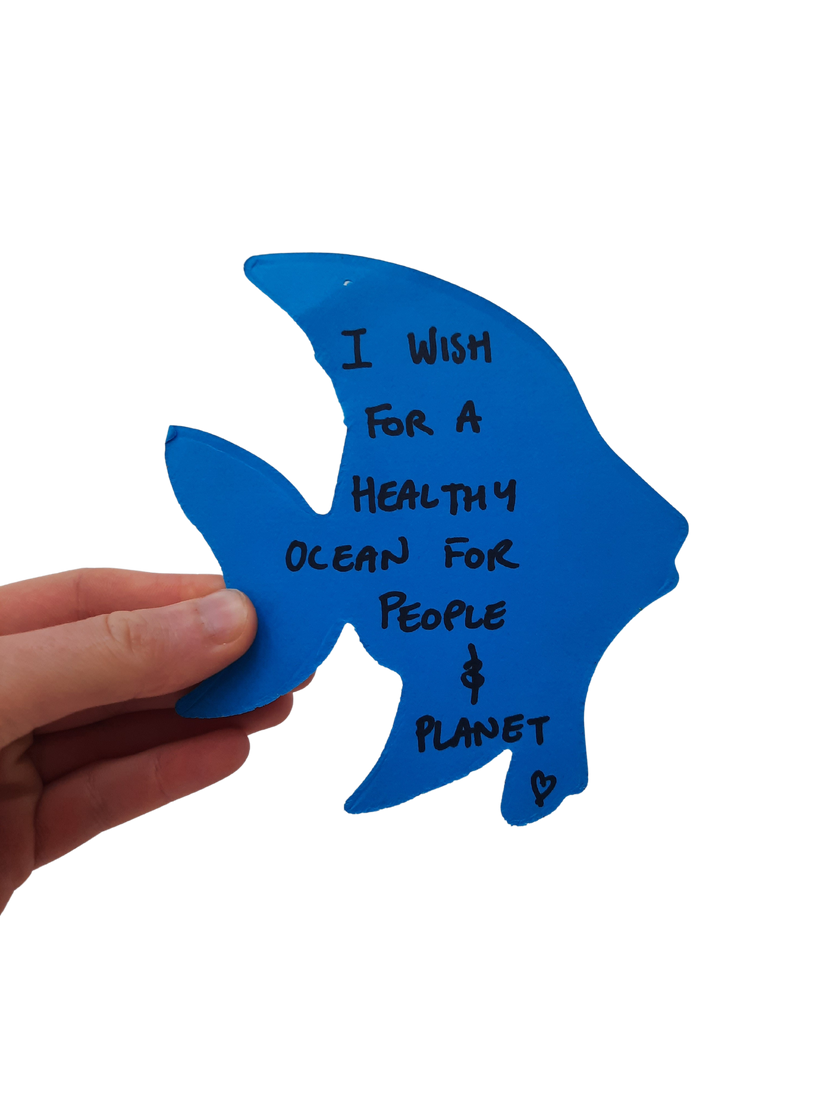 I WISH
FOR A
HEALTHY
OCEAN FOR
PEOPLE
&
PLANET